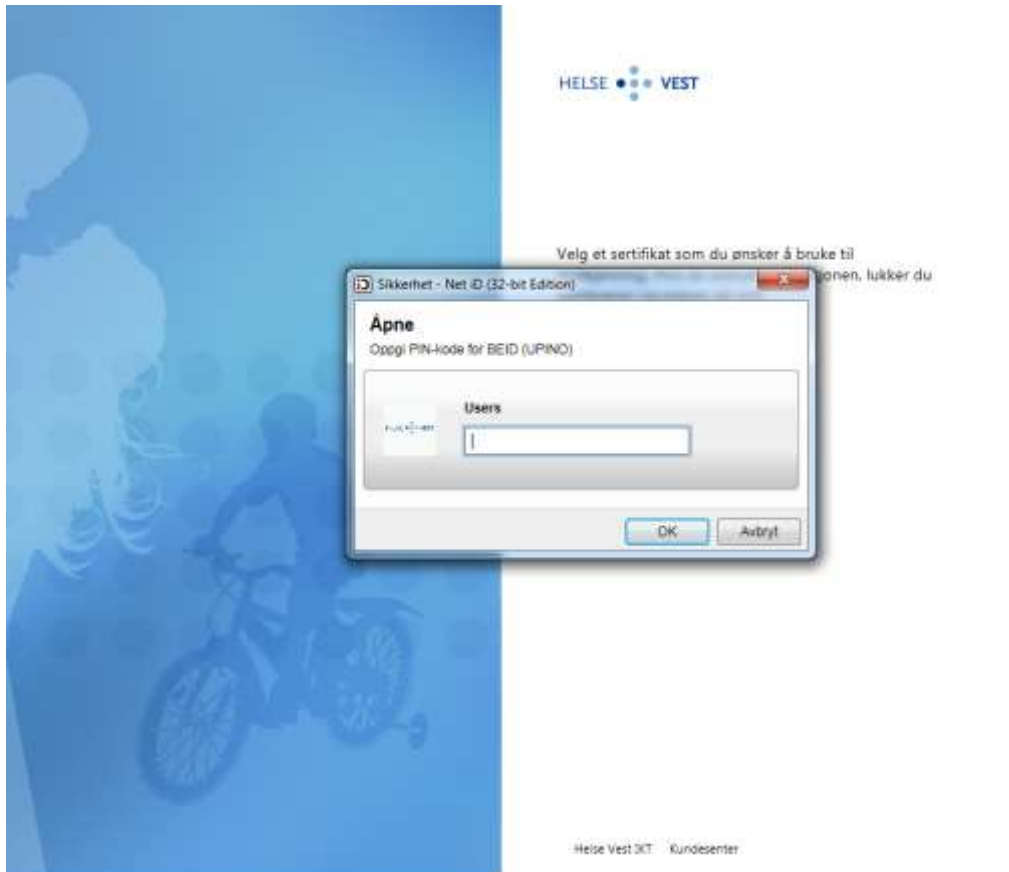 HELSE VEST
Velg et sertifikat som du ønsker å bruke til
onen, lukker du
Sikkerhet - Net iD (32-bit Edition)
Åpne
Oppgi PIN-kode for BEID (UPINO)
Users
OK Avbryt
Helse Vest IKT Kundesenter